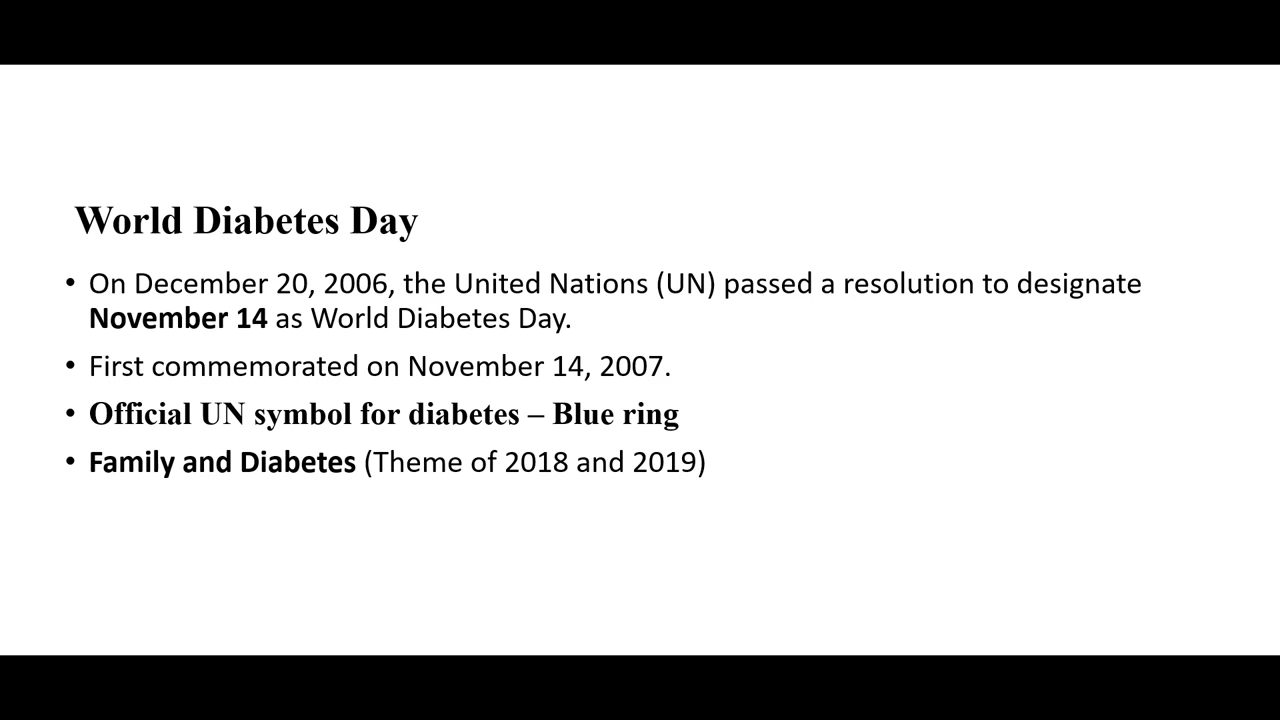 World Diabetes Day
• On December 20, 2006, the United Nations (UN) passed a resolution to designate
November 14 as World Diabetes Day.
• First commemorated on November 14, 2007.
• Official UN symbol for diabetes – Blue ring
• Family and Diabetes (Theme of 2018 and 2019)